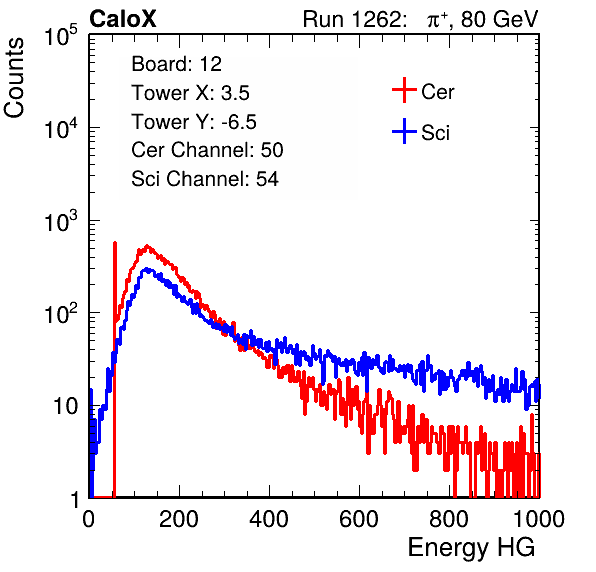 CaloX Run 1262: π⁺, 80 GeV
Counts
10⁵
10⁴
10³
10²
10
1
Board: 12
Tower X: 3.5
Tower Y: -6.5
Cer Channel: 50
Sci Channel: 54
Cer
Sci
0 200 400 600 800 1000
Energy HG